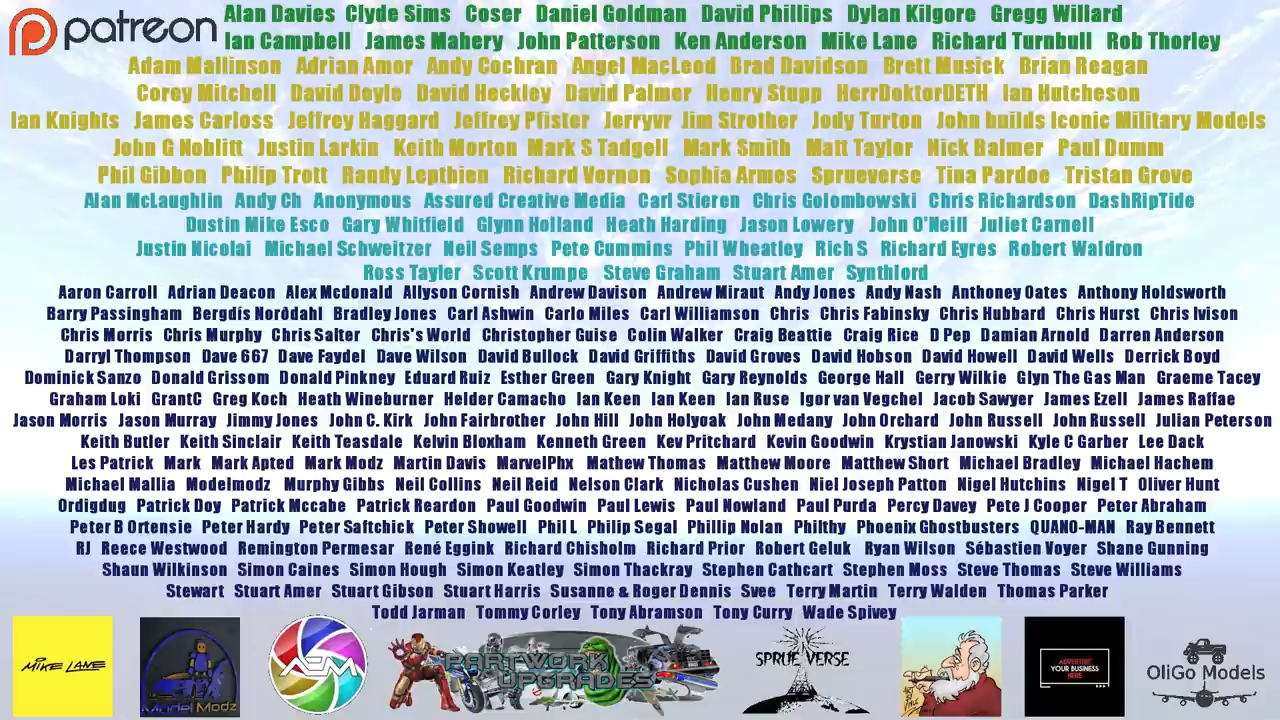 patreon
Alan Davies Clyde Sims Coser Daniel Goldman David Phillips Dylan Kilgore Gregg Willard
Ian Campbell James Mahery John Patterson Ken Anderson Mike Lane Richard Turnbull Rob Thorley
Adam Mallinson Adrian Amor Andy Cochran Angel MacLeod Brad Davidson Brett Musick Brian Reagan
Corey Mitchell David Doyle David Heckley David Palmer Henry Stupp HerrDoktorDETH Ian Hutcheson
Ian Knights James Carloss Jeffrey Haggard Jeffrey Pfister Jerryvr Jim Strother Jody Turton John builds Iconic Military Models
John G Noblitt Justin Larkin Keith Morton Mark S Tadgell Mark Smith Matt Taylor Nick Balmer Paul Dumm
Phil Gibbon Philip Trott Randy Lepthien Richard Vernon Sophia Armes Sprueverse Tina Pardoe Tristan Grove
Alan McLaughlin Andy Ch Anonymous Assured Creative Media Carl Stieren Chris Golombowski Chris Richardson DashRipTide
Dustin Mike Esco Gary Whitfield Glynn Holland Heath Harding Jason Lowery John O'Neill Juliet Carnell
Justin Nicolai Michael Schweitzer Neil Semps Pete Cummins Phil Wheatley Rich S Richard Eyres Robert Waldron
Ross Tayler Scott Krumpe Steve Graham Stuart Amer Synthlord
Aaron Carroll Adrian Deacon Alex Mcdonald Allyson Cornish Andrew Davison Andrew Miraut Andy Jones Andy Nash Anthoney Oates Anthony Holdsworth
Barry Passingham Bergdís Norðdahl Bradley Jones Carl Ashwin Carlo Miles Carl Williamson Chris Chris Fabinsky Chris Hubbard Chris Hurst Chris Ivison
Chris Morris Chris Murphy Chris Salter Chris's World Christopher Guise Colin Walker Craig Beattie Craig Rice D Pep Damian Arnold Darren Anderson
Darryl Thompson Dave 667 Dave Faydel Dave Wilson David Bullock David Griffiths David Groves David Hobson David Howell David Wells Derrick Boyd
Dominick Sanzo Donald Grissom Donald Pinkney Eduard Ruiz Esther Green Gary Knight Gary Reynolds George Hall Gerry Wilkie Glyn The Gas Man Graeme Tacey
Graham Loki GrantC Greg Koch Heath Wineburner Helder Camacho Ian Keen Ian Keen Ian Ruse Igor van Vegchel Jacob Sawyer James Ezell James Raffae
Jason Morris Jason Murray Jimmy Jones John C. Kirk John Fairbrother John Hill John Holyoak John Medany John Orchard John Russell John Russell Julian Peterson
Keith Butler Keith Sinclair Keith Teasdale Kelvin Bloxham Kenneth Green Kev Pritchard Kevin Goodwin Krystian Janowski Kyle C Garber Lee Dack
Les Patrick Mark Mark Apted Mark Modz Martin Davis MarvelPhx Mathew Thomas Matthew Moore Matthew Short Michael Bradley Michael Hachem
Michael Mallia Modelmodz Murphy Gibbs Neil Collins Neil Reid Nelson Clark Nicholas Cushen Niel Joseph Patton Nigel Hutchins Nigel T Oliver Hunt
Ordigdug Patrick Doy Patrick Mccabe Patrick Reardon Paul Goodwin Paul Lewis Paul Nowland Paul Purda Percy Davey Pete J Cooper Peter Abraham
Peter B Ortensie Peter Hardy Peter Saftchick Peter Showell Phil L Philip Segal Phillip Nolan Philthy Phoenix Ghostbusters QUANO-MAN Ray Bennett
RJ Reece Westwood Remington Permesar René Eggink Richard Chisholm Richard Prior Robert Geluk Ryan Wilson Sébastien Voyer Shane Gunning
Shaun Wilkinson Simon Caines Simon Hough Simon Keatley Simon Thackray Stephen Cathcart Stephen Moss Steve Thomas Steve Williams
Stewart Stuart Amer Stuart Gibson Stuart Harris Susanne & Roger Dennis Svee Terry Martin Terry Walden Thomas Parker
Todd Jarman Tommy Corley Tony Abramson Tony Curry Wade Spivey
MIKE LANE
Model Modz
PARTWORK
UPGRADES
SPRUE VERSE
ADVERTISE
YOUR BUSINESS
HERE
OliGo Models